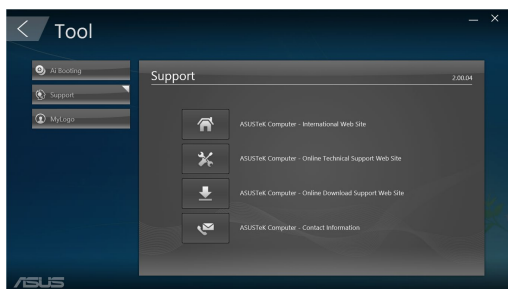 Tool
Ai Booting
Support
MyLogo
Support
2.00.04
ASUSTeK Computer - International Web Site
ASUSTeK Computer - Online Technical Support Web Site
ASUSTeK Computer - Online Download Support Web Site
ASUSTeK Computer - Contact Information
ASUS